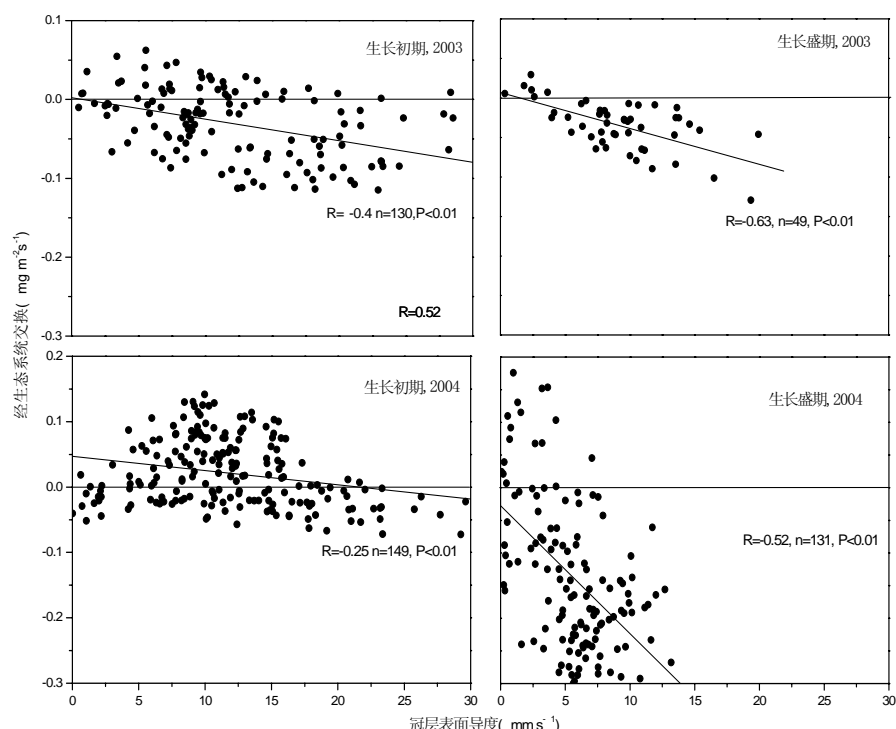 0.1
0.0
-0.1
-0.2
-0.3
生长初期, 2003
R= -0.4 n=130,P<0.01
R=0.52
生长盛期, 2003
R=-0.63, n=49, P<0.01
经生态系统交换( mg m-2s-1)
0.2
0.1
0.0
-0.1
-0.2
-0.3
生长初期, 2004
R=-0.25 n=149, P<0.01
生长盛期, 2004
R=-0.52, n=131, P<0.01
0 5 10 15 20 25 30 0 5 10 15 20 25 30
冠层表面导度( mm s-1)